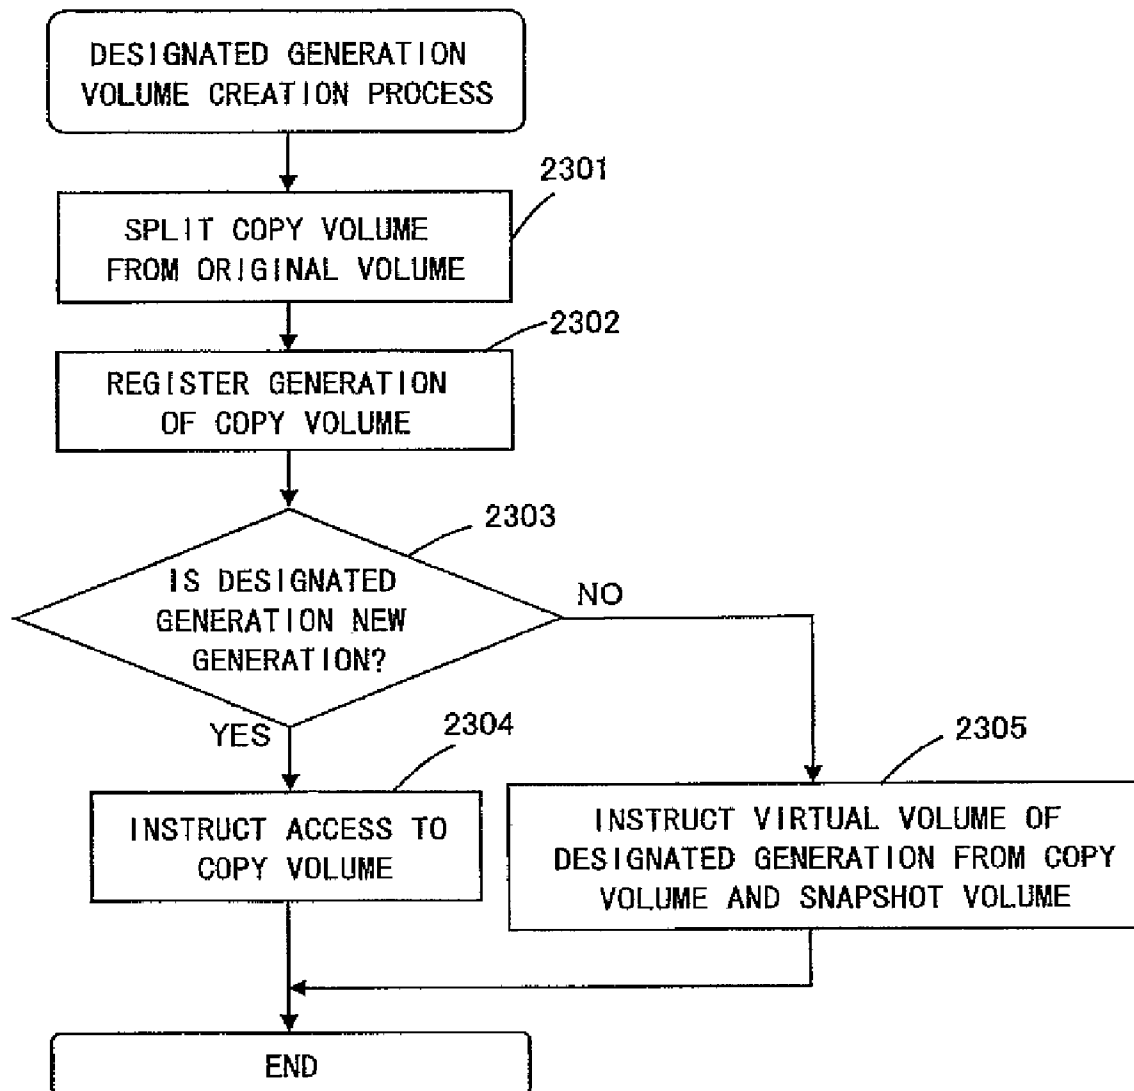 DESIGNATED GENERATION
VOLUME CREATION PROCESS
2301
SPLIT COPY VOLUME
FROM ORIGINAL VOLUME
2302
REGISTER GENERATION
OF COPY VOLUME
2303
IS DESIGNATED
GENERATION NEW
GENERATION?
NO
YES
2304
INSTRUCT ACCESS TO
COPY VOLUME
2305
INSTRUCT VIRTUAL VOLUME OF
DESIGNATED GENERATION FROM COPY
VOLUME AND SNAPSHOT VOLUME
END